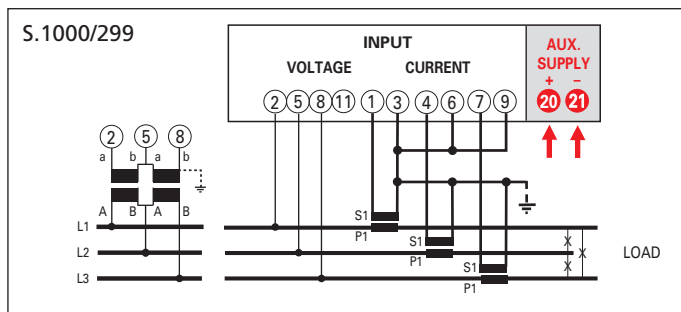 S.1000/299
INPUT
AUX.
SUPPLY
VOLTAGE CURRENT
+ −
2 5 8 11 1 3 4 6 7 9 20 21
2 5 8
a b a b
A B A B
S1
L1
P1
S1
L2
LOAD
P1
S1
L3
P1